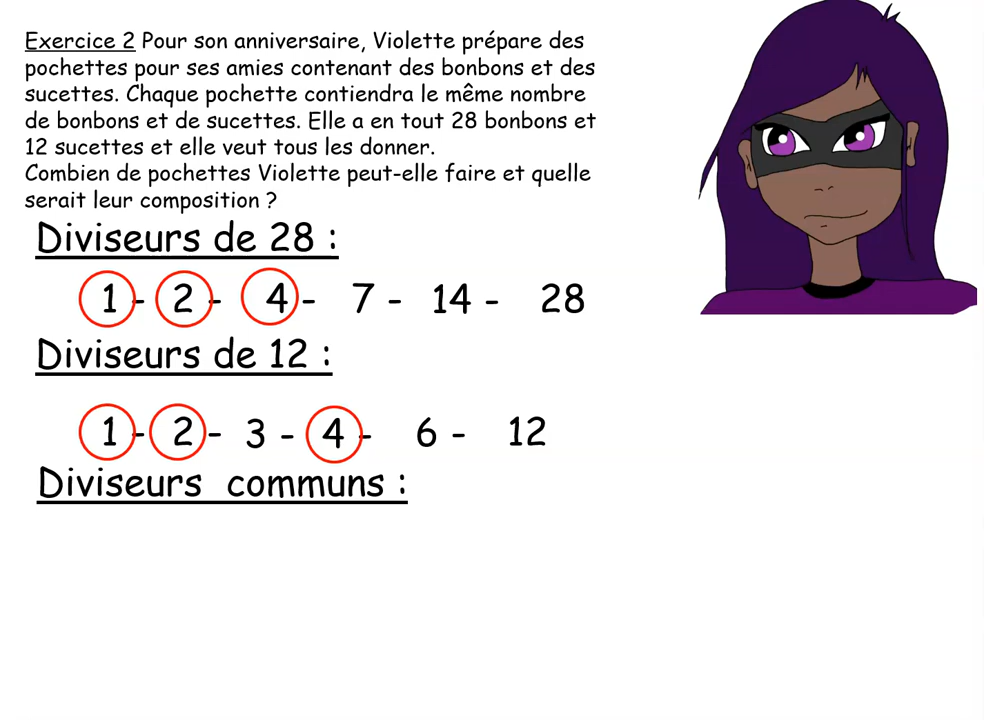 Exercice 2 Pour son anniversaire, Violette prépare des
pochettes pour ses amies contenant des bonbons et des
sucettes. Chaque pochette contiendra le même nombre
de bonbons et de sucettes. Elle a en tout 28 bonbons et
12 sucettes et elle veut tous les donner.
Combien de pochettes Violette peut-elle faire et quelle
serait leur composition ?
Diviseurs de 28 :
1 - 2 - 4 - 7 - 14 - 28
Diviseurs de 12 :
1 - 2 - 3 - 4 - 6 - 12
Diviseurs communs :